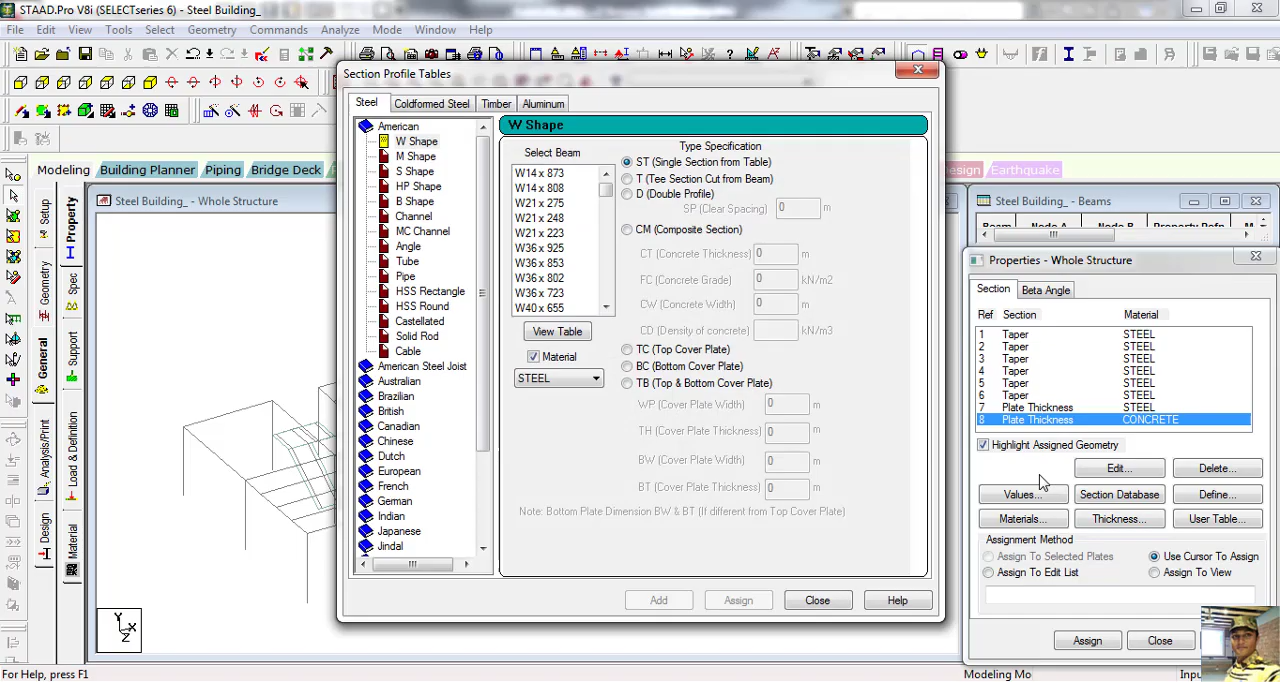 STAAD.Pro V8i (SELECTseries 6) - Steel Building_
File Edit View Tools Select Geometry Commands Analyze Mode Window Help
Modeling Building Planner Piping Bridge Deck
Design Earthquake
Steel Building_ - Whole Structure
Setup
Geometry
General
Analysis/Print
Design
Property
Spec
Support
Load & Definition
Material
Section Profile Tables
Steel Coldformed Steel Timber Aluminum
American
W Shape
M Shape
S Shape
HP Shape
B Shape
Channel
MC Channel
Angle
Tube
Pipe
HSS Rectangle
HSS Round
Castellated
Solid Rod
Cable
American Steel Joist
Australian
Brazilian
British
Canadian
Chinese
Dutch
European
French
German
Indian
Japanese
Jindal
W Shape
Select Beam
W14 x 873
W14 x 808
W21 x 275
W21 x 248
W21 x 223
W36 x 925
W36 x 853
W36 x 802
W36 x 723
W40 x 655
View Table
Material
STEEL
Type Specification
ST (Single Section from Table)
T (Tee Section Cut from Beam)
D (Double Profile)
SP (Clear Spacing) 0 m
CM (Composite Section)
CT (Concrete Thickness) 0 m
FC (Concrete Grade) 0 kN/m2
CW (Concrete Width) 0 m
CD (Density of concrete) kN/m3
TC (Top Cover Plate)
BC (Bottom Cover Plate)
TB (Top & Bottom Cover Plate)
WP (Cover Plate Width) 0 m
TH (Cover Plate Thickness) 0 m
BW (Cover Plate Width) 0 m
BT (Cover Plate Thickness) 0 m
Note: Bottom Plate Dimension BW & BT (If different from Top Cover Plate)
Add Assign Close Help
Steel Building_ - Beams
Beam Node A Node B Property Refn
Properties - Whole Structure
Section Beta Angle
Ref Section Material
1 Taper STEEL
2 Taper STEEL
3 Taper STEEL
4 Taper STEEL
5 Taper STEEL
6 Taper STEEL
7 Plate Thickness STEEL
8 Plate Thickness CONCRETE
Highlight Assigned Geometry
Edit... Delete...
Values... Section Database Define...
Materials... Thickness... User Table...
Assignment Method
Assign To Selected Plates Use Cursor To Assign
Assign To Edit List Assign To View
Assign Close
Y
X
Z
For Help, press F1
Modeling Mo
Inpu